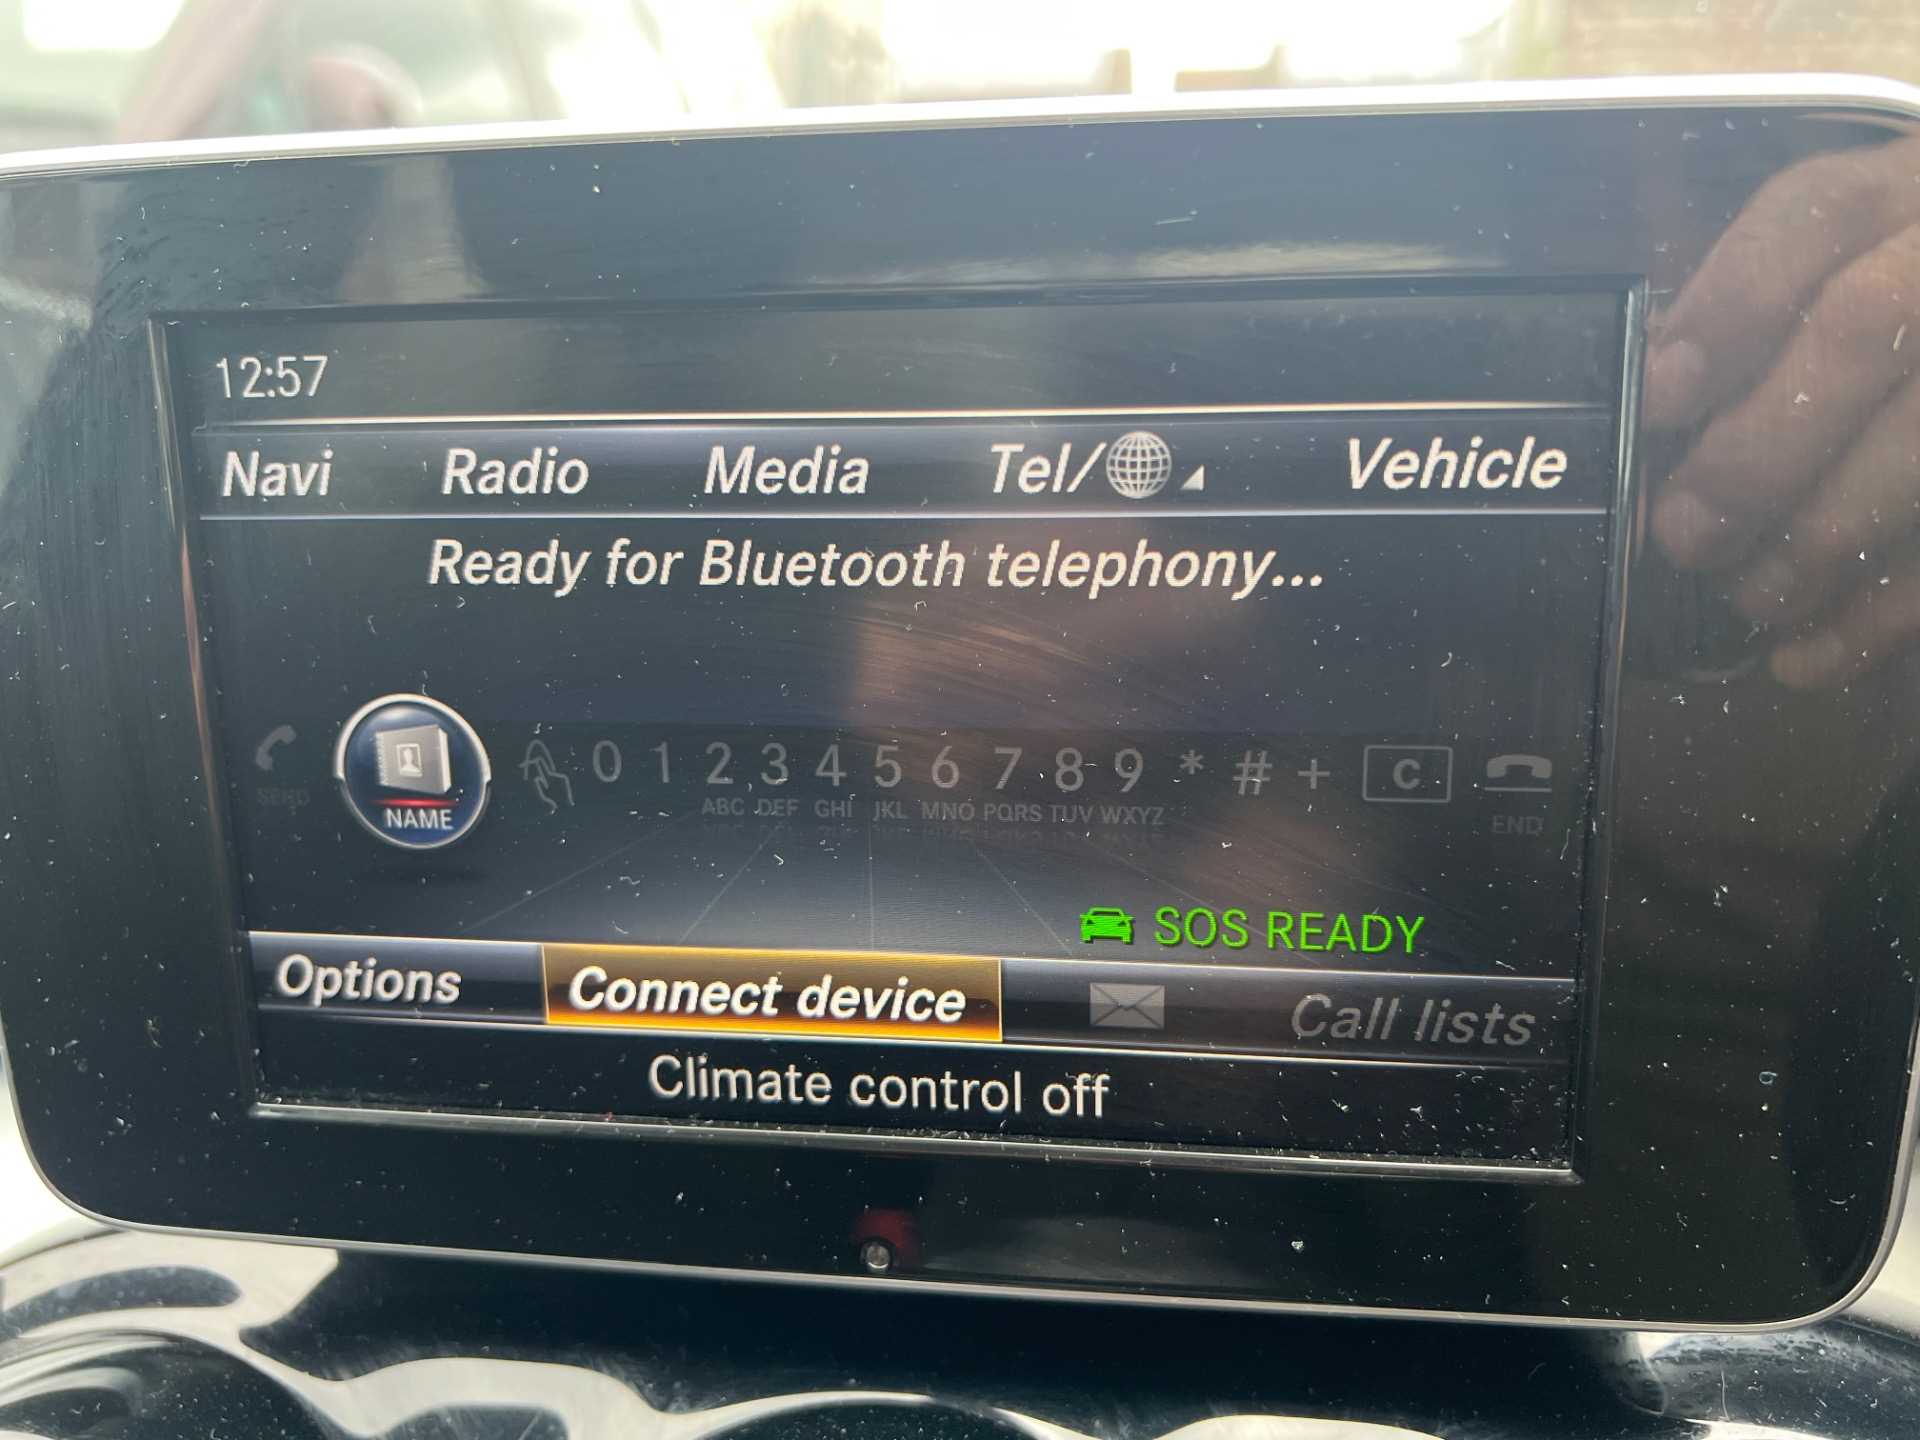 12:57
Navi Radio Media Tel/ Vehicle
Ready for Bluetooth telephony...
SEND NAME 0 1 2 3 4 5 6 7 8 9 * # + C END
ABC DEF GHI JKL MNO PQRS TUV WXYZ
SOS READY
Options Connect device Call lists
Climate control off